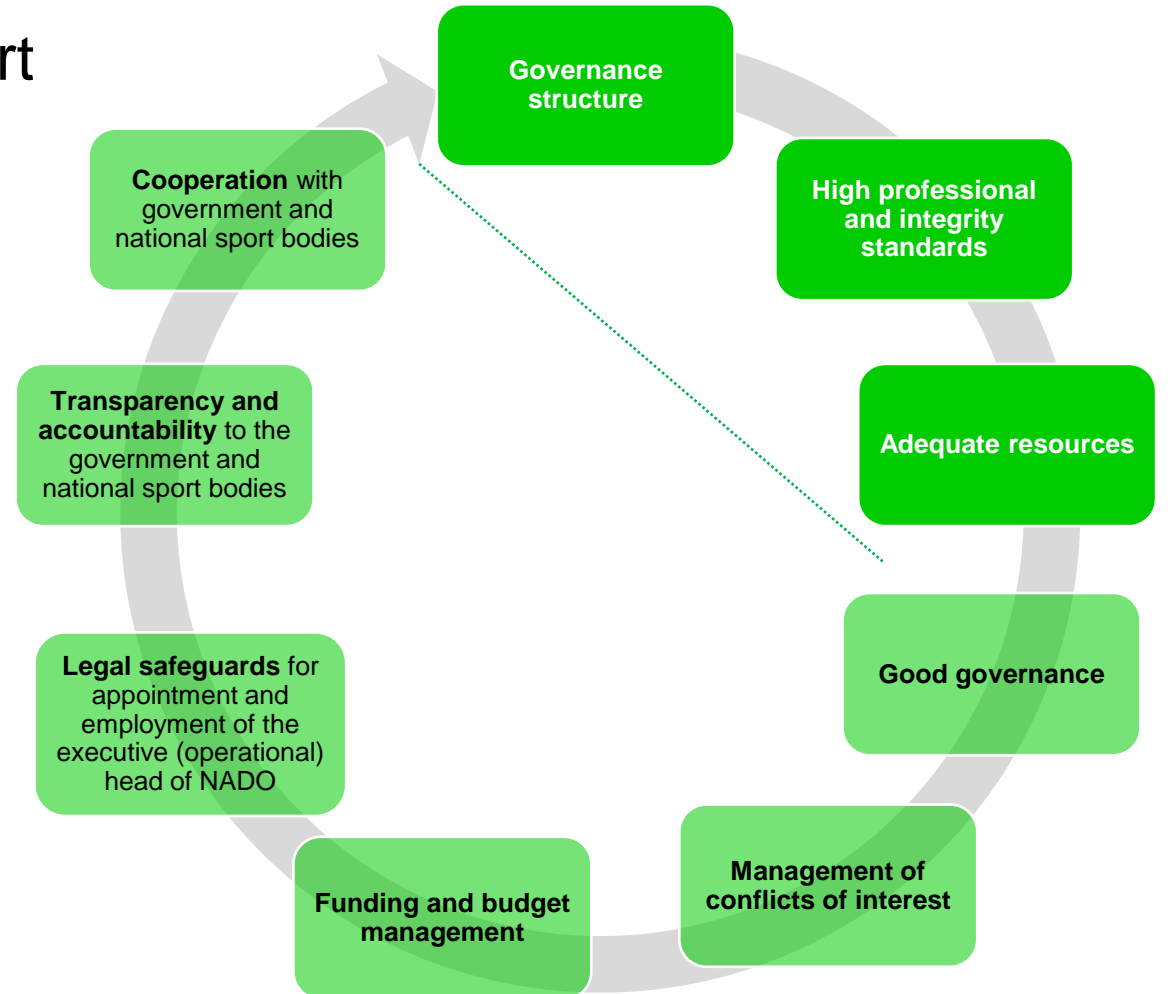 rt
Governance
structure
High professional
and integrity
standards
Adequate resources
Good governance
Management of
conflicts of interest
Funding and budget
management
Legal safeguards for
appointment and
employment of the
executive (operational)
head of NADO
Transparency and
accountability to the
government and
national sport bodies
Cooperation with
government and
national sport bodies